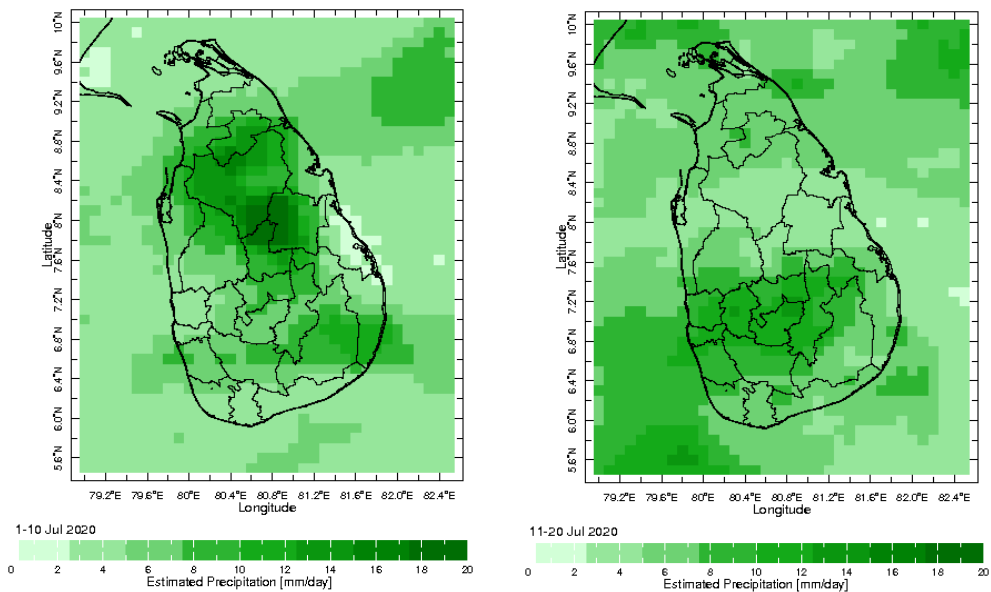 10°N
9.6°N
9.2°N
8.8°N
8.4°N
8°N
7.6°N
7.2°N
6.8°N
6.4°N
6.0°N
5.6°N
Latitude
79.2°E 79.6°E 80°E 80.4°E 80.8°E 81.2°E 81.6°E 82.0°E 82.4°E
Longitude
1-10 Jul 2020
0 2 4 6 8 10 12 14 16 18 20
Estimated Precipitation [mm/day]
10°N
9.6°N
9.2°N
8.8°N
8.4°N
8°N
7.6°N
7.2°N
6.8°N
6.4°N
6.0°N
5.6°N
Latitude
79.2°E 79.6°E 80°E 80.4°E 80.8°E 81.2°E 81.6°E 82.0°E 82.4°E
Longitude
11-20 Jul 2020
0 2 4 6 8 10 12 14 16 18 20
Estimated Precipitation [mm/day]